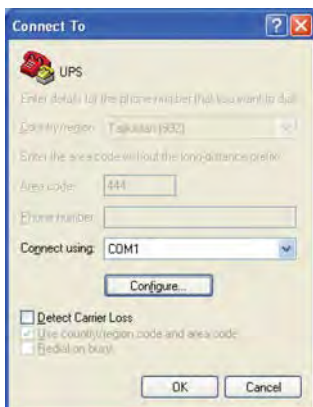 Connect To
UPS
Enter details for the phone number that you want to dial:
Country/region: Tajikistan (992)
Enter the area code without the long-distance prefix.
Area code: 444
Phone number:
Connect using: COM1
Configure...
Detect Carrier Loss
Use country/region code and area code
Redial on busy
OK Cancel